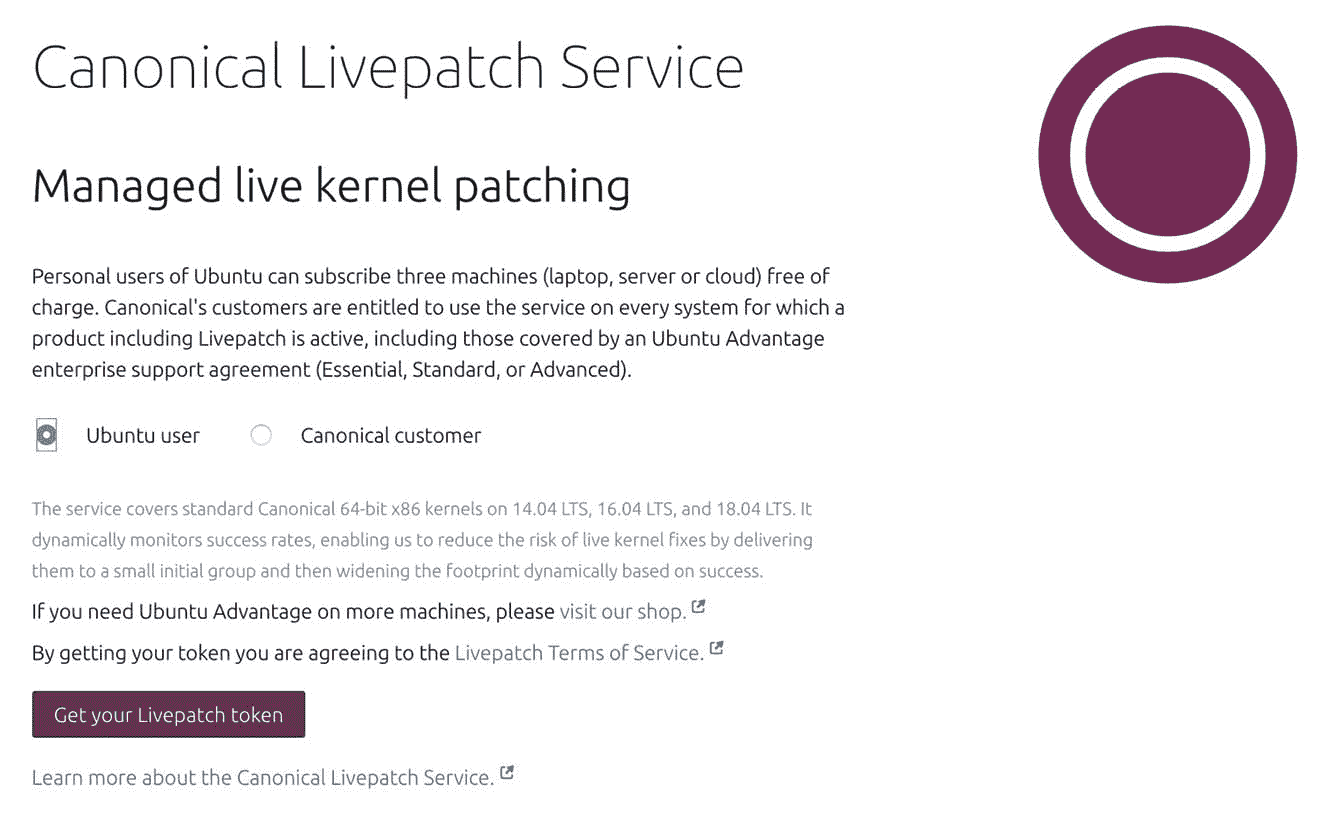 Canonical Livepatch Service
Managed live kernel patching
Personal users of Ubuntu can subscribe three machines (laptop, server or cloud) free of
charge. Canonical's customers are entitled to use the service on every system for which a
product including Livepatch is active, including those covered by an Ubuntu Advantage
enterprise support agreement (Essential, Standard, or Advanced).
Ubuntu user Canonical customer
The service covers standard Canonical 64-bit x86 kernels on 14.04 LTS, 16.04 LTS, and 18.04 LTS. It
dynamically monitors success rates, enabling us to reduce the risk of live kernel fixes by delivering
them to a small initial group and then widening the footprint dynamically based on success.
If you need Ubuntu Advantage on more machines, please visit our shop.
By getting your token you are agreeing to the Livepatch Terms of Service.
Get your Livepatch token
Learn more about the Canonical Livepatch Service.